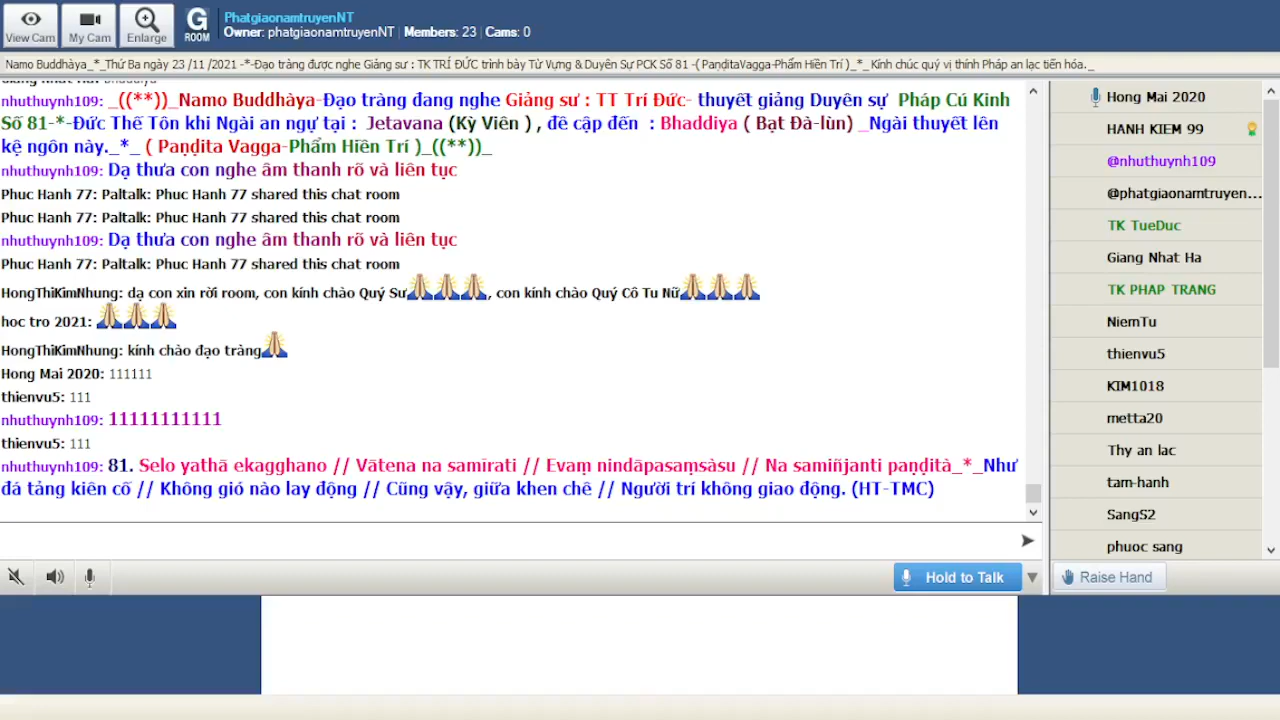 View Cam
My Cam
Enlarge
G
ROOM
PhatgiaonamtruyenNT
Owner: phatgiaonamtruyenNT | Members: 23 | Cams: 0
Namo Buddhàya_*_Thứ Ba ngày 23 /11 /2021 -*-Đạo tràng được nghe Giảng sư : TK TRÍ ĐỨC trình bày Từ Vựng & Duyên Sự PCK Số 81 -( PaṇḍitaVagga-Phẩm Hiền Trí )_*_ Kính chúc quý vị thính Pháp an lạc tiến hóa._
nhuthuynh109: _((**))_Namo Buddhàya-Đạo tràng đang nghe Giảng sư : TT Trí Đức- thuyết giảng Duyên sự Pháp Cú Kinh
Số 81-*-Đức Thế Tôn khi Ngài an ngự tại : Jetavana (Kỳ Viên ) , đề cập đến : Bhaddiya ( Bạt Đà-lùn) _Ngài thuyết lên
kệ ngôn này._*_ ( Paṇḍita Vagga-Phẩm Hiền Trí )_((**))_
nhuthuynh109: Dạ thưa con nghe âm thanh rõ và liên tục
Phuc Hanh 77: Paltalk: Phuc Hanh 77 shared this chat room
Phuc Hanh 77: Paltalk: Phuc Hanh 77 shared this chat room
nhuthuynh109: Dạ thưa con nghe âm thanh rõ và liên tục
Phuc Hanh 77: Paltalk: Phuc Hanh 77 shared this chat room
HongThiKimNhung: dạ con xin rời room, con kính chào Quý Sư🙏🙏🙏, con kính chào Quý Cô Tu Nữ🙏🙏🙏
hoc tro 2021: 🙏🙏🙏
HongThiKimNhung: kính chào đạo tràng🙏
Hong Mai 2020: 111111
thienvu5: 111
nhuthuynh109: 11111111111
thienvu5: 111
nhuthuynh109: 81. Selo yathā ekagghano // Vātena na samīrati // Evaṃ nindāpasaṃsàsu // Na samiñjanti paṇḍità_*_Như
đá tảng kiên cố // Không gió nào lay động // Cũng vậy, giữa khen chê // Người trí không giao động. (HT-TMC)
Hold to Talk
Hong Mai 2020
HANH KIEM 99
@nhuthuynh109
@phatgiaonamtruyen...
TK TueDuc
Giang Nhat Ha
TK PHAP TRANG
NiemTu
thienvu5
KIM1018
metta20
Thy an lac
tam-hanh
SangS2
phuoc sang
Raise Hand